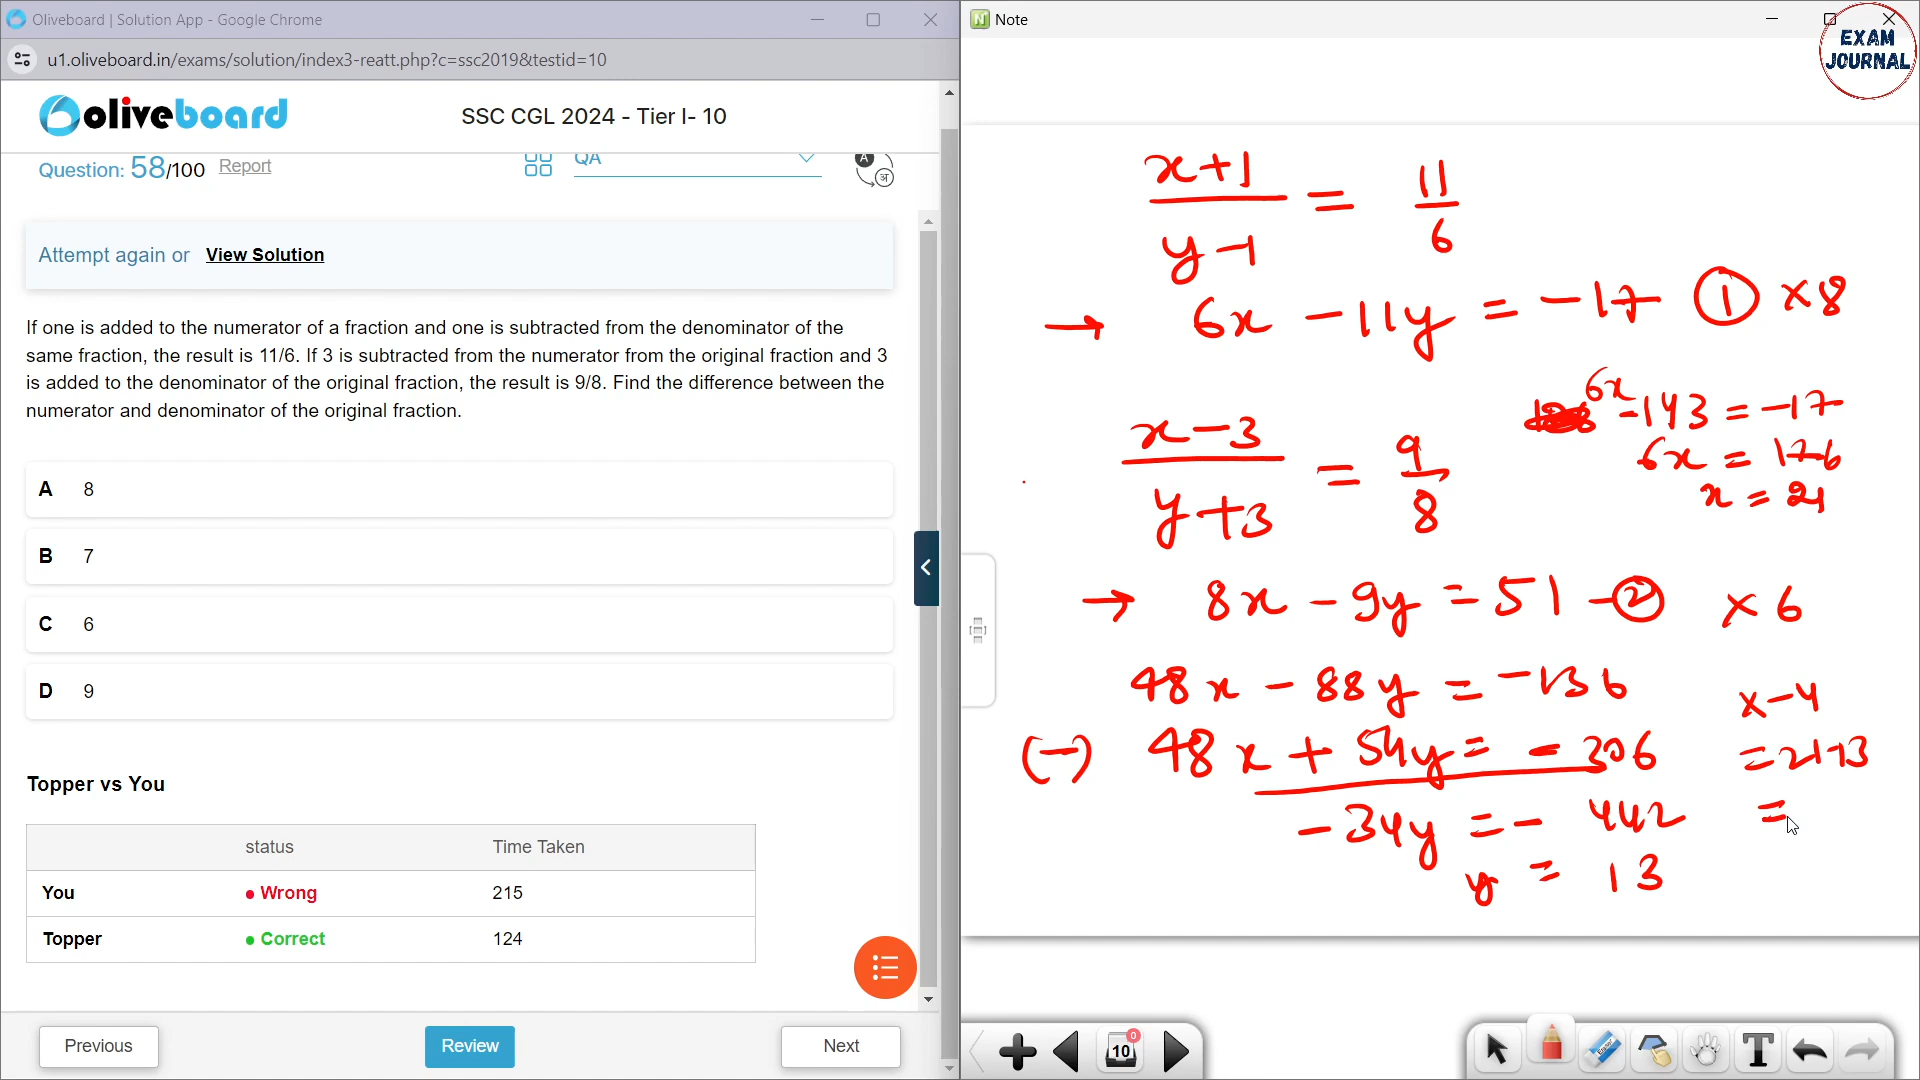 Oliveboard | Solution App - Google Chrome
u1.oliveboard.in/exams/solution/index3-reatt.php?c=ssc2019&testid=10
oliveboard
SSC CGL 2024 - Tier I- 10
Question: 58/100 Report
QA
A
अ
Attempt again or View Solution
If one is added to the numerator of a fraction and one is subtracted from the denominator of the
same fraction, the result is 11/6. If 3 is subtracted from the numerator from the original fraction and 3
is added to the denominator of the original fraction, the result is 9/8. Find the difference between the
numerator and denominator of the original fraction.
A 8
B 7
C 6
D 9
Topper vs You
status Time Taken
You Wrong 215
Topper Correct 124
Previous Review Next
Note
EXAM
JOURNAL
x+1 / y-1 = 11 / 6
→ 6x - 11y = -17 ① ×8
6x - 143 = -17
6x = 126
x = 21
x-3 / y+3 = 9 / 8
→ 8x - 9y = 51 - ② × 6
48x - 88y = -136
(-) 48x + 54y = - 306
- 34y = - 442
y = 13
x - y
= 21-13
=
10
0
Eraser
T